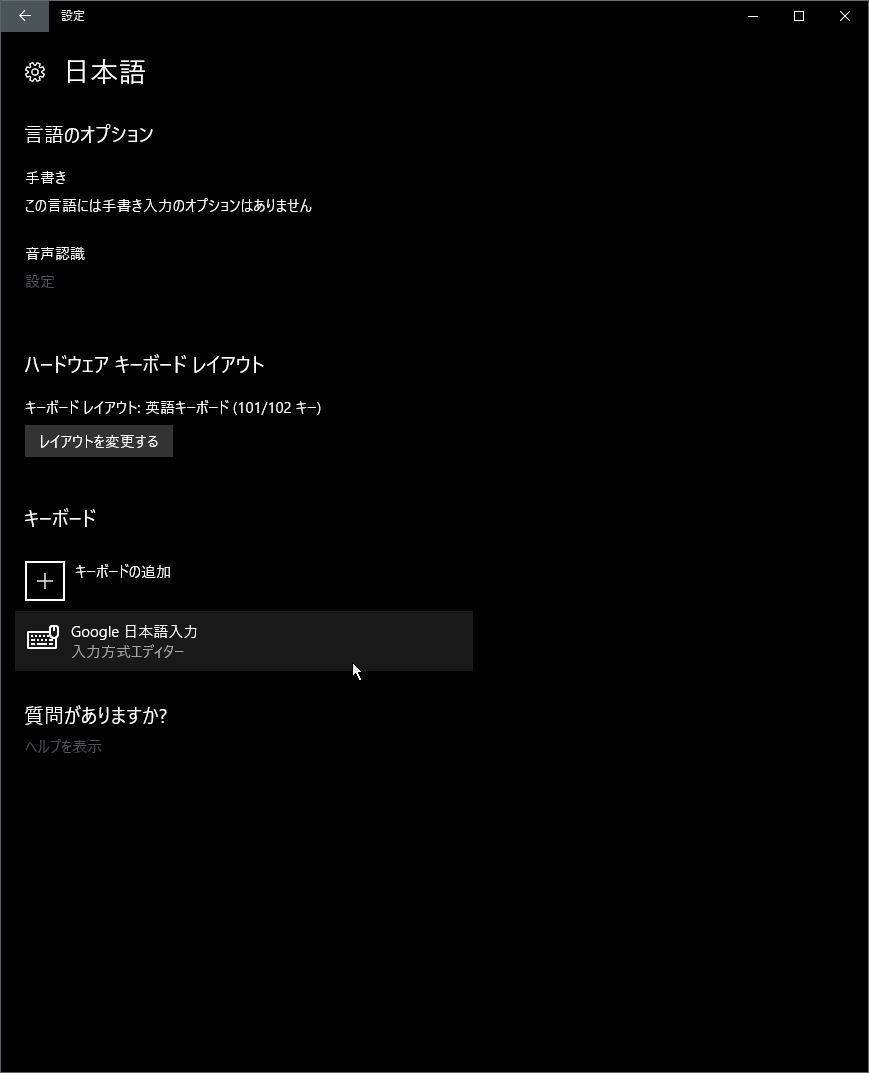 設定
日本語
言語のオプション
手書き
この言語には手書き入力のオプションはありません
音声認識
設定
ハードウェア キーボード レイアウト
キーボード レイアウト: 英語キーボード (101/102 キー)
レイアウトを変更する
キーボード
キーボードの追加
Google 日本語入力
入力方式エディター
質問がありますか?
ヘルプを表示